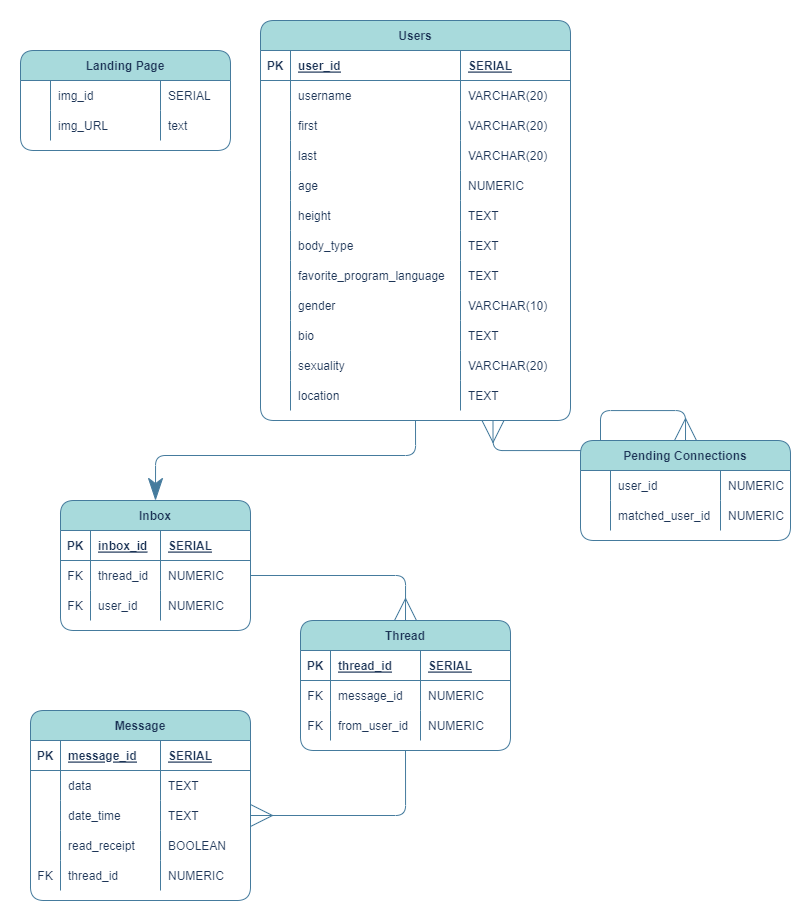 Landing Page
img_id SERIAL
img_URL text
Users
PK user_id SERIAL
username VARCHAR(20)
first VARCHAR(20)
last VARCHAR(20)
age NUMERIC
height TEXT
body_type TEXT
favorite_program_language TEXT
gender VARCHAR(10)
bio TEXT
sexuality VARCHAR(20)
location TEXT
Pending Connections
user_id NUMERIC
matched_user_id NUMERIC
Inbox
PK inbox_id SERIAL
FK thread_id NUMERIC
FK user_id NUMERIC
Thread
PK thread_id SERIAL
FK message_id NUMERIC
FK from_user_id NUMERIC
Message
PK message_id SERIAL
data TEXT
date_time TEXT
read_receipt BOOLEAN
FK thread_id NUMERIC